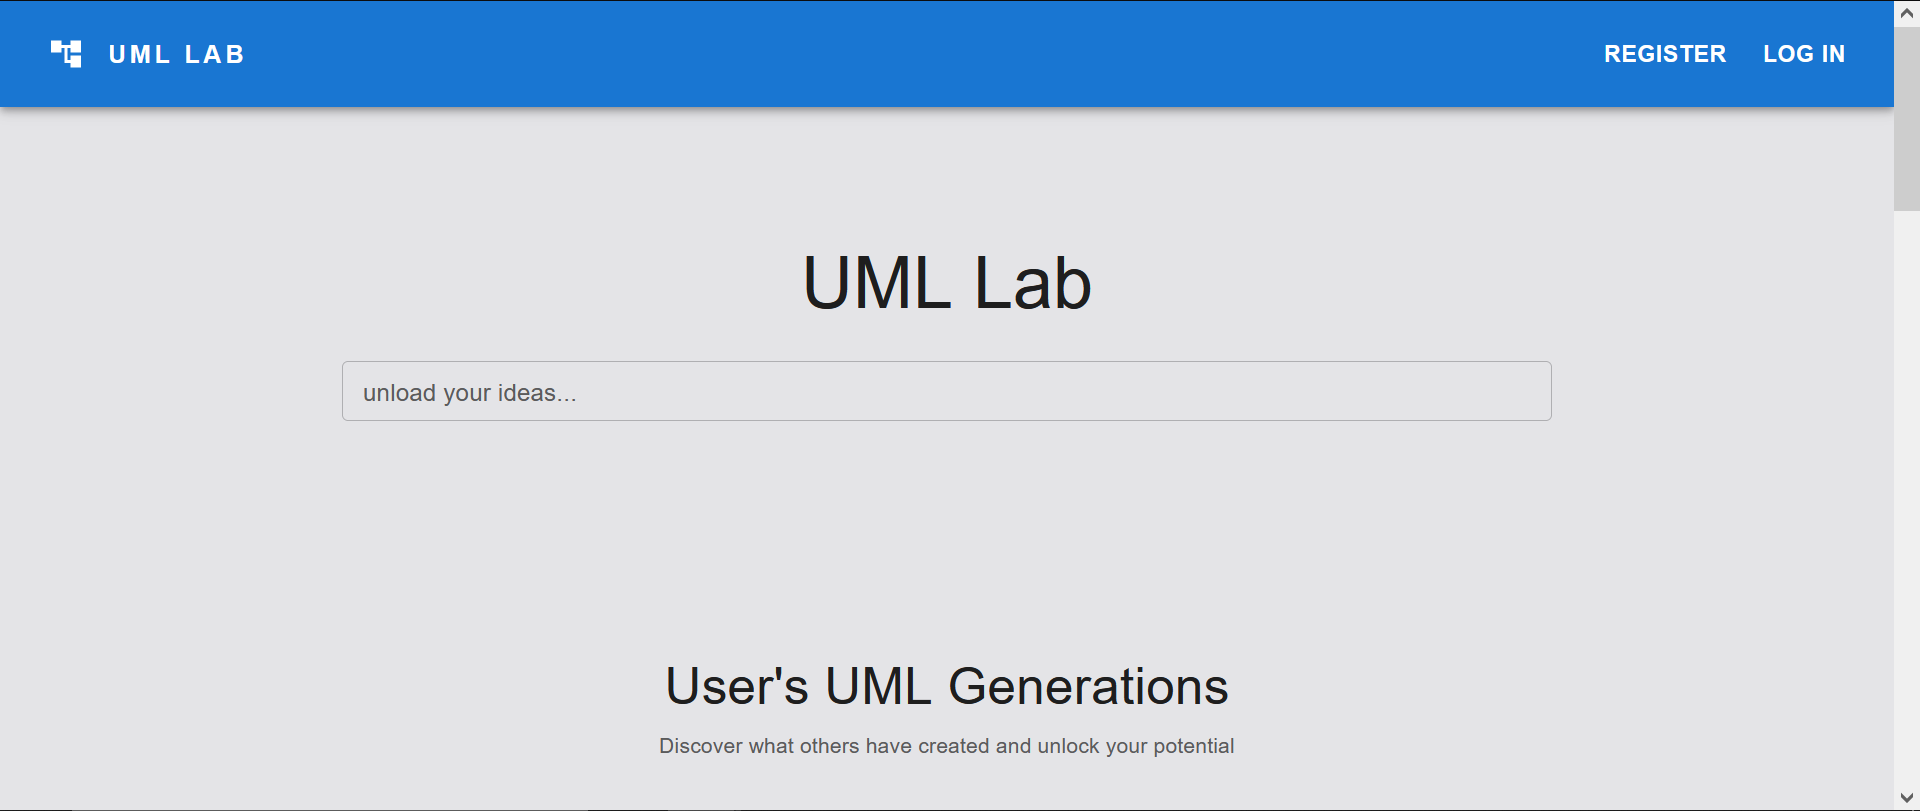 UML LAB
REGISTER LOG IN
UML Lab
unload your ideas...
User's UML Generations
Discover what others have created and unlock your potential